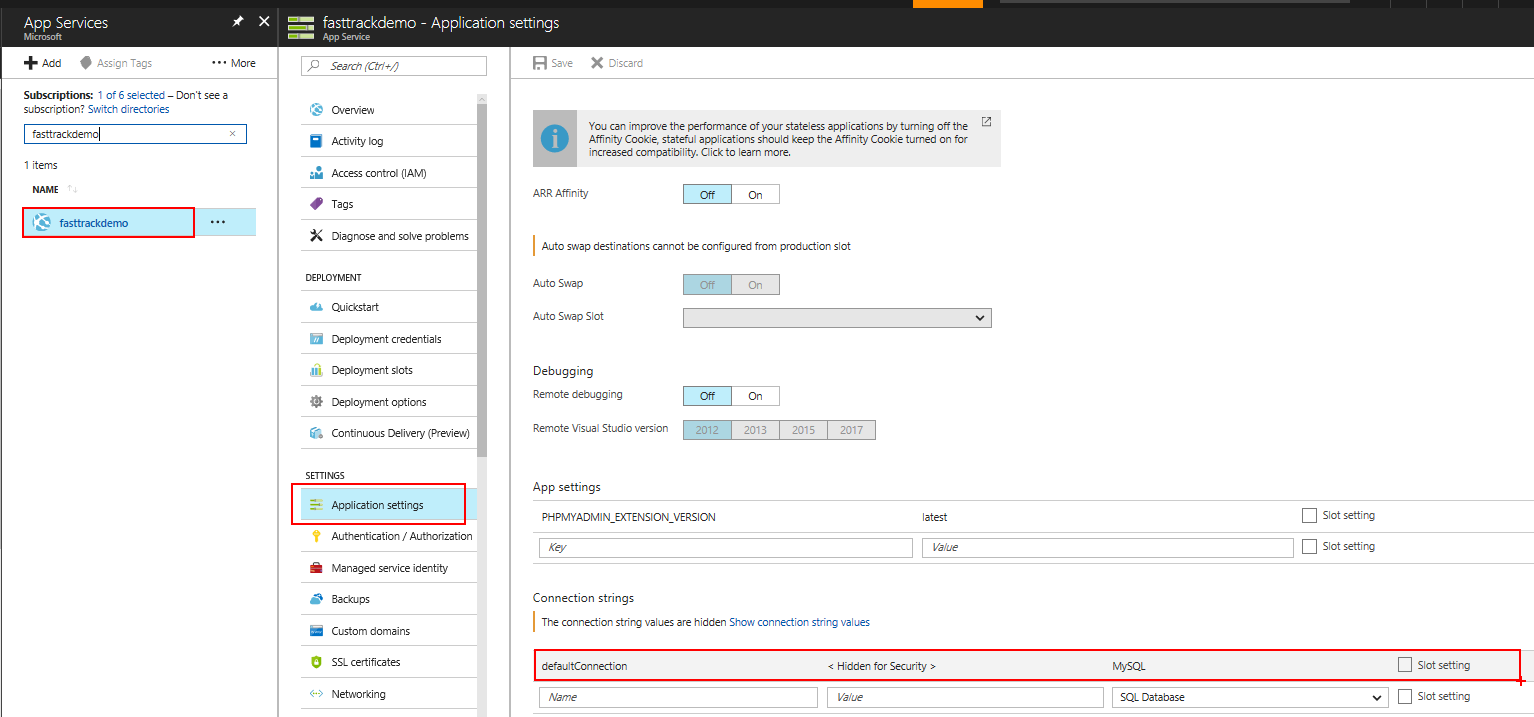 App Services
Microsoft
fasttrackdemo - Application settings
App Service
Add
Assign Tags
More
Subscriptions: 1 of 6 selected – Don't see a
subscription? Switch directories
fasttrackdemo
1 items
NAME
fasttrackdemo
Search (Ctrl+/)
Overview
Activity log
Access control (IAM)
Tags
Diagnose and solve problems
DEPLOYMENT
Quickstart
Deployment credentials
Deployment slots
Deployment options
Continuous Delivery (Preview)
SETTINGS
Application settings
Authentication / Authorization
Managed service identity
Backups
Custom domains
SSL certificates
Networking
Save
Discard
You can improve the performance of your stateless applications by turning off the
Affinity Cookie, stateful applications should keep the Affinity Cookie turned on for
increased compatibility. Click to learn more.
ARR Affinity Off On
Auto swap destinations cannot be configured from production slot
Auto Swap Off On
Auto Swap Slot
Debugging
Remote debugging Off On
Remote Visual Studio version 2012 2013 2015 2017
App settings
PHPMYADMIN_EXTENSION_VERSION latest Slot setting
Key Value Slot setting
Connection strings
The connection string values are hidden Show connection string values
defaultConnection < Hidden for Security > MySQL Slot setting
Name Value SQL Database Slot setting